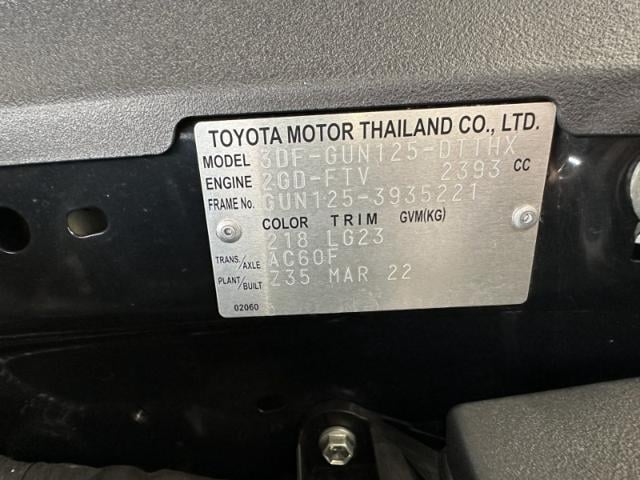 TOYOTA MOTOR THAILAND CO., LTD.
MODEL 3DF-GUN125-DTTHX
ENGINE 2GD-FTV 2393 CC
FRAME No. GUN125-3935221
COLOR TRIM GVM(KG)
218 LG23
TRANS./AXLE AC60F
PLANT/BUILT Z35 MAR 22
02060